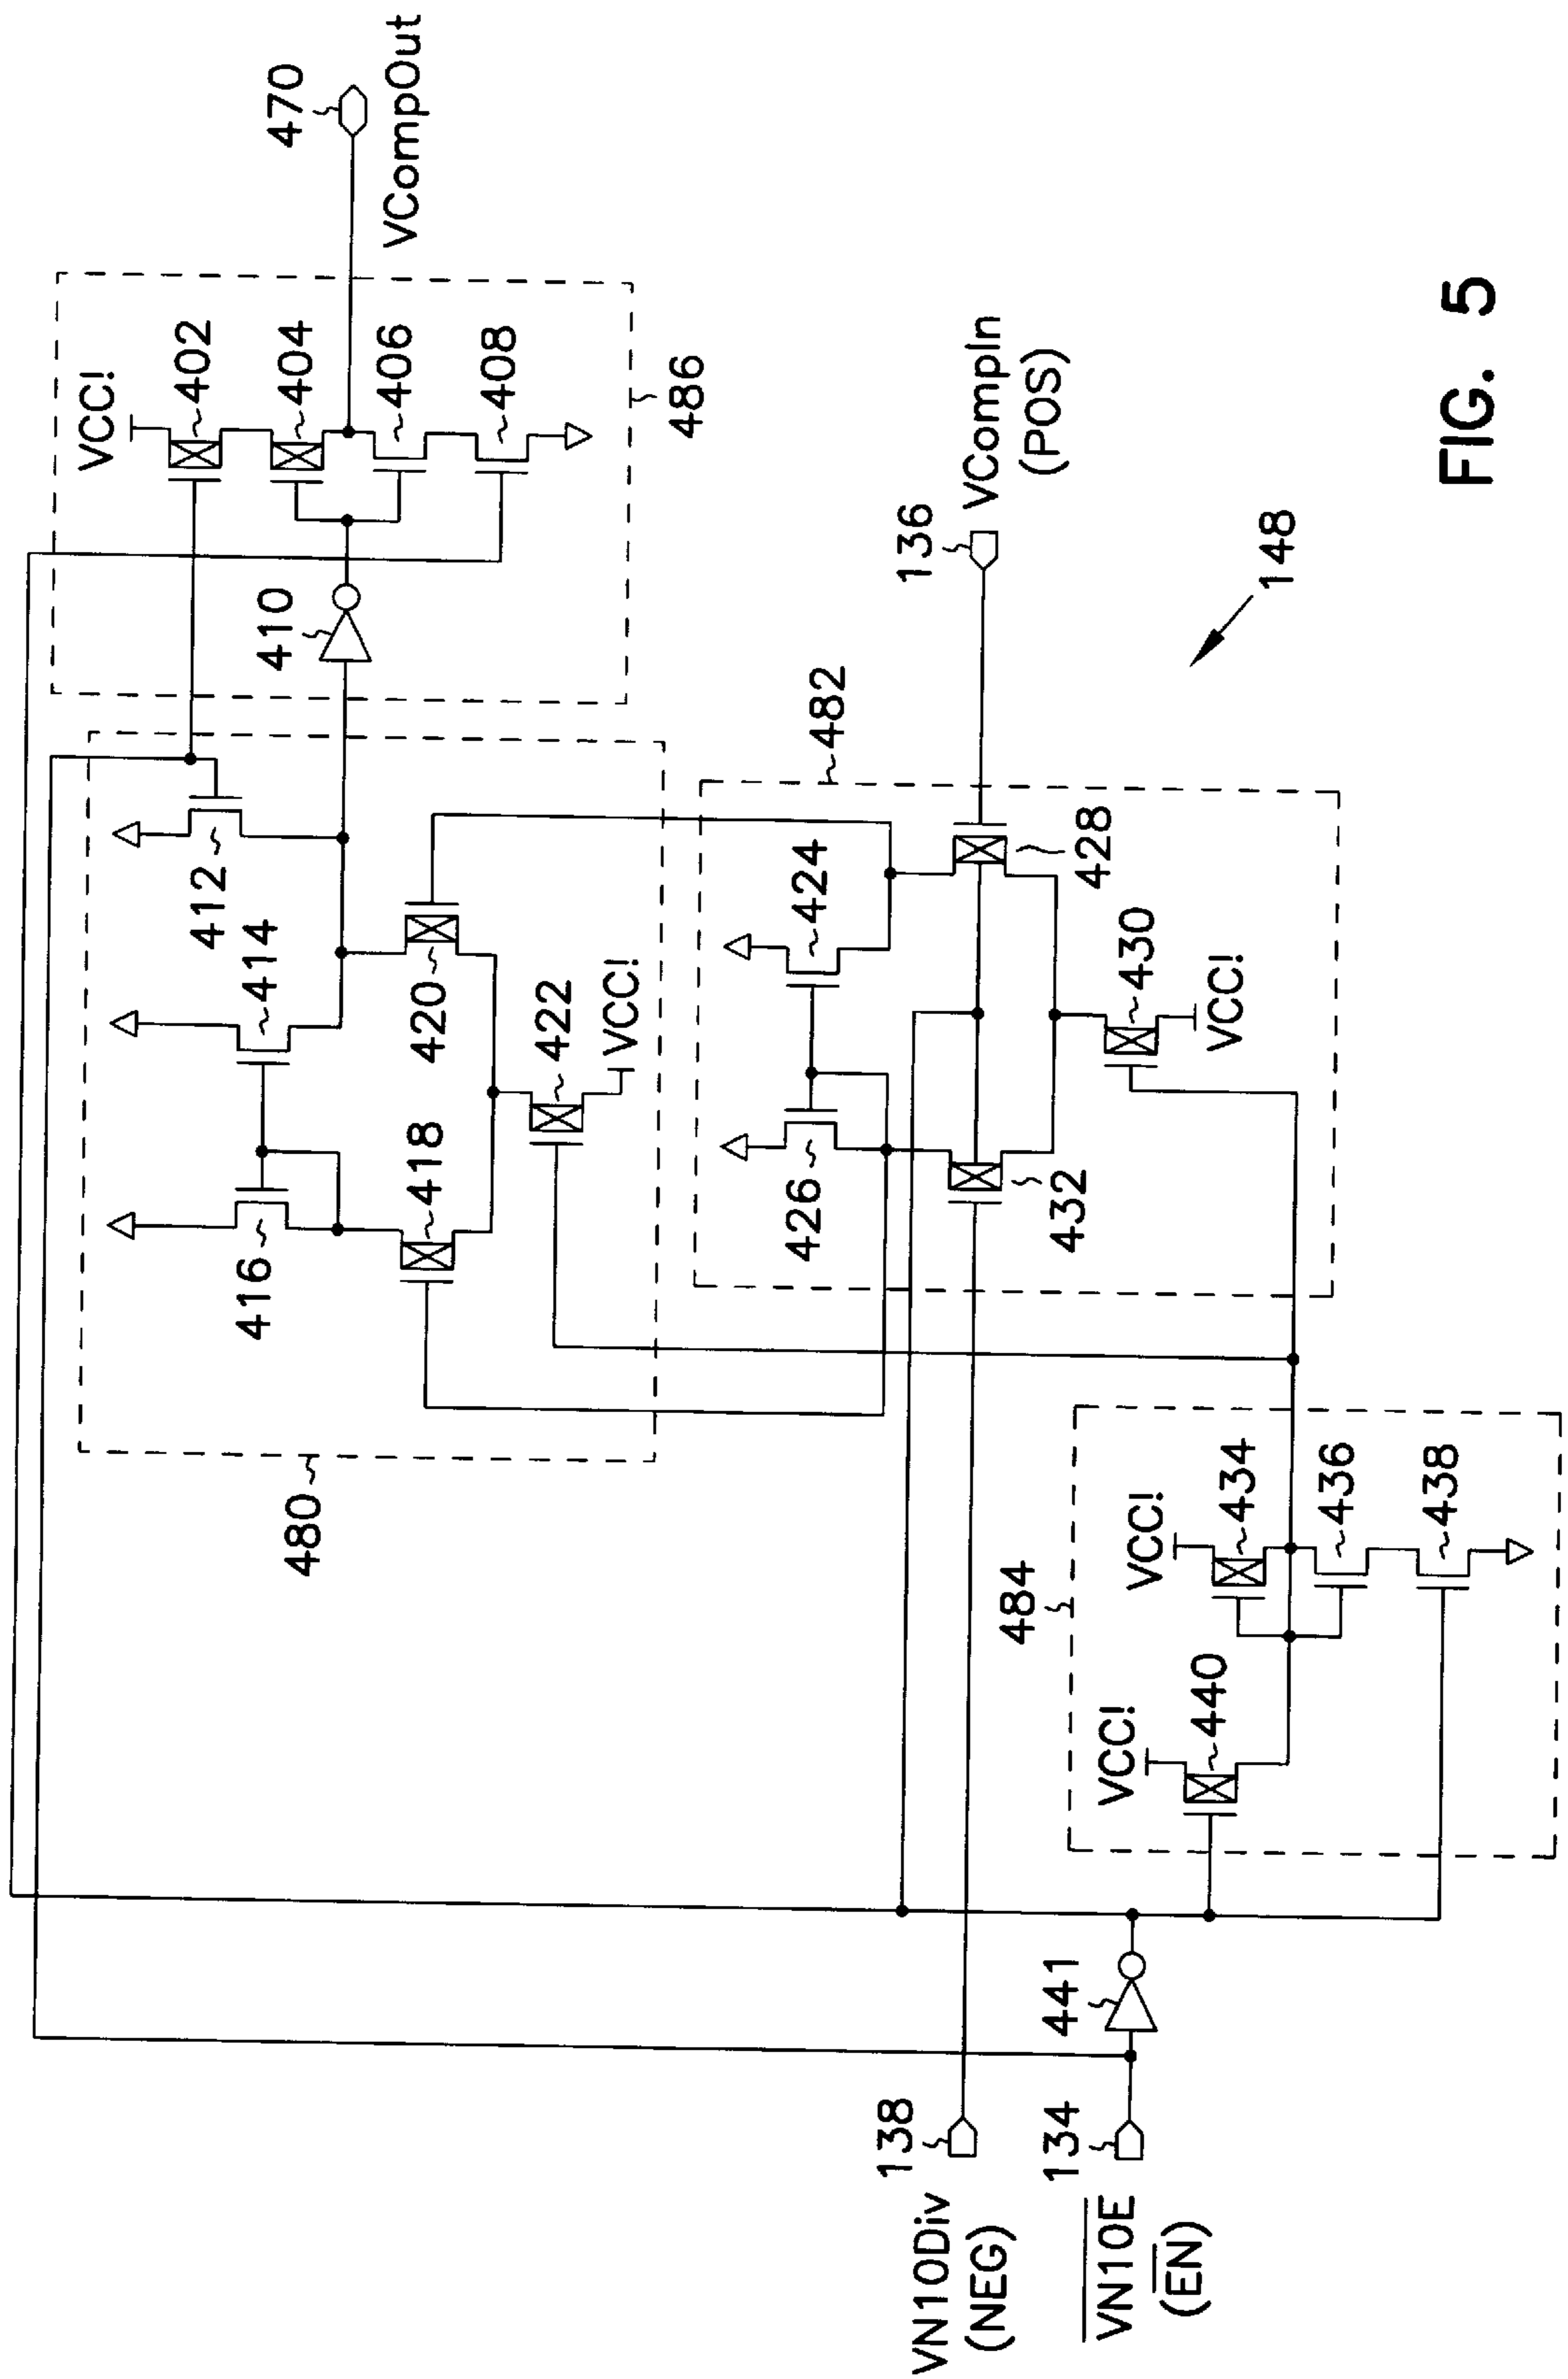 VCC!
402
404
406
408
470
VCompOut
486
410
412
414
416
418
420
422
VCC!
480
482
424
426
428
430
432
VCC!
136
VCompIn
(POS)
148
484
VCC!
434
436
438
VCC!
440
441
138
VN10Div
(NEG)
134
V̅N̅1̅0̅E̅
(E̅N̅)
FIG. 5